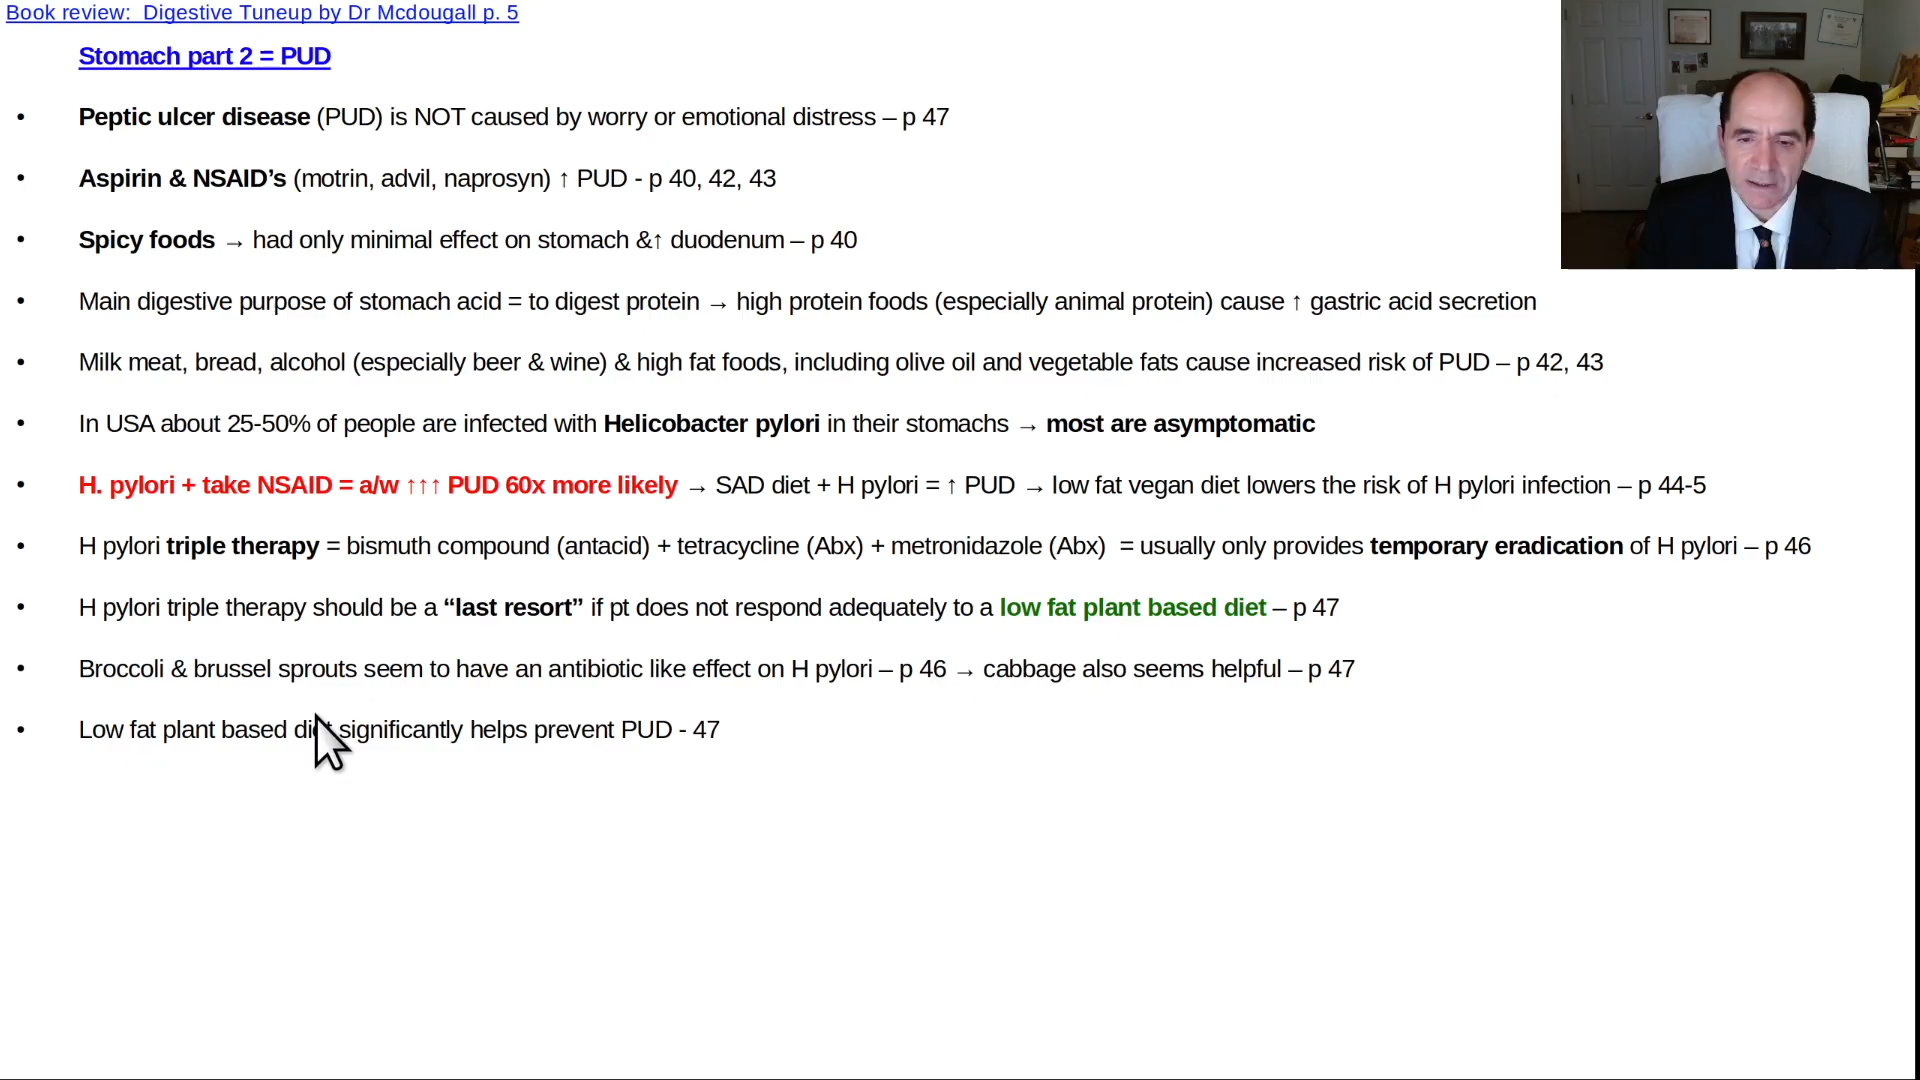 Book review:  Digestive Tuneup by Dr Mcdougall p. 5
Stomach part 2 = PUD
• Peptic ulcer disease (PUD) is NOT caused by worry or emotional distress – p 47
• Aspirin & NSAID’s (motrin, advil, naprosyn) ↑ PUD - p 40, 42, 43
• Spicy foods → had only minimal effect on stomach &↑ duodenum – p 40
• Main digestive purpose of stomach acid = to digest protein → high protein foods (especially animal protein) cause ↑ gastric acid secretion
• Milk meat, bread, alcohol (especially beer & wine) & high fat foods, including olive oil and vegetable fats cause increased risk of PUD – p 42, 43
• In USA about 25-50% of people are infected with Helicobacter pylori in their stomachs → most are asymptomatic
• H. pylori + take NSAID = a/w ↑↑↑ PUD 60x more likely → SAD diet + H pylori = ↑ PUD → low fat vegan diet lowers the risk of H pylori infection – p 44-5
• H pylori triple therapy = bismuth compound (antacid) + tetracycline (Abx) + metronidazole (Abx)  = usually only provides temporary eradication of H pylori – p 46
• H pylori triple therapy should be a “last resort” if pt does not respond adequately to a low fat plant based diet – p 47
• Broccoli & brussel sprouts seem to have an antibiotic like effect on H pylori – p 46 → cabbage also seems helpful – p 47
• Low fat plant based diet significantly helps prevent PUD - 47